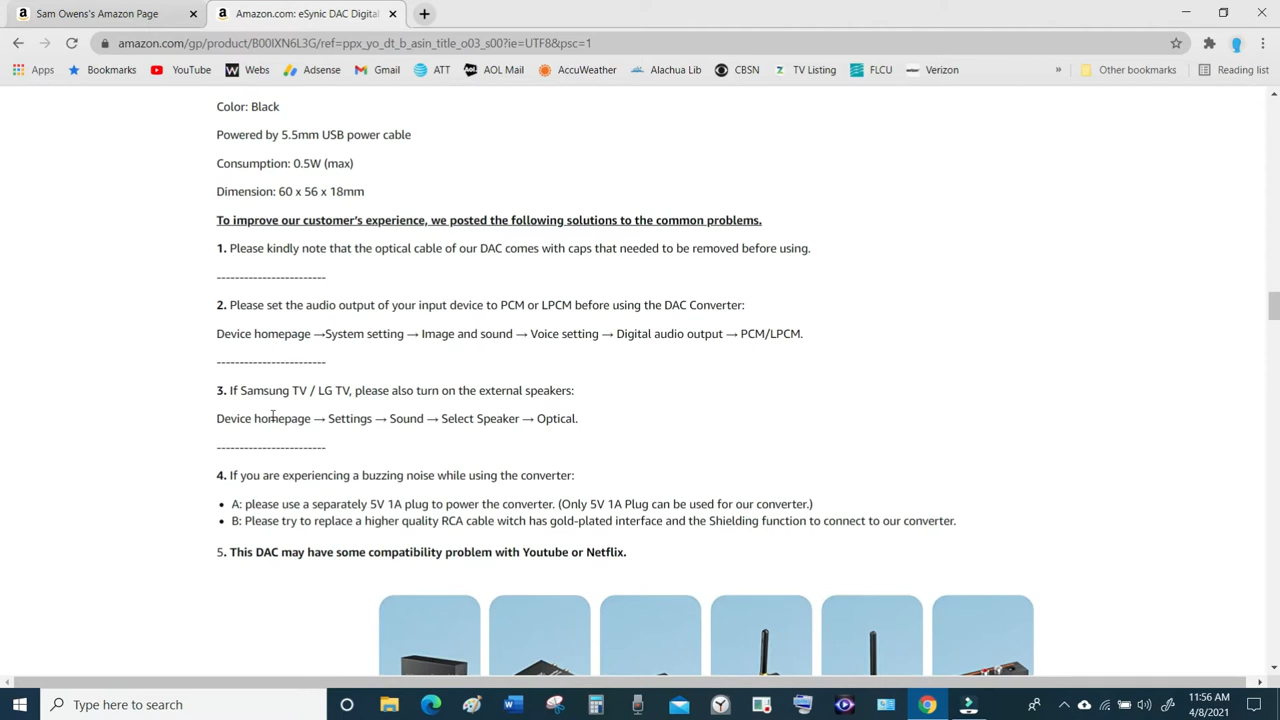 Sam Owens's Amazon Page
Amazon.com: eSynic DAC Digital
amazon.com/gp/product/B00IXN6L3G/ref=ppx_yo_dt_b_asin_title_o03_s00?ie=UTF8&psc=1
Apps Bookmarks YouTube Webs Adsense Gmail ATT AOL Mail AccuWeather Alachua Lib CBSN TV Listing FLCU Verizon » Other bookmarks Reading list
Color: Black
Powered by 5.5mm USB power cable
Consumption: 0.5W (max)
Dimension: 60 x 56 x 18mm
To improve our customer's experience, we posted the following solutions to the common problems.
1. Please kindly note that the optical cable of our DAC comes with caps that needed to be removed before using.
------------------------
2. Please set the audio output of your input device to PCM or LPCM before using the DAC Converter:
Device homepage →System setting → Image and sound → Voice setting → Digital audio output → PCM/LPCM.
------------------------
3. If Samsung TV / LG TV, please also turn on the external speakers:
Device homepage → Settings → Sound → Select Speaker → Optical.
------------------------
4. If you are experiencing a buzzing noise while using the converter:
• A: please use a separately 5V 1A plug to power the converter. (Only 5V 1A Plug can be used for our converter.)
• B: Please try to replace a higher quality RCA cable witch has gold-plated interface and the Shielding function to connect to our converter.
5. This DAC may have some compatibility problem with Youtube or Netflix.
Type here to search
11:56 AM
4/8/2021